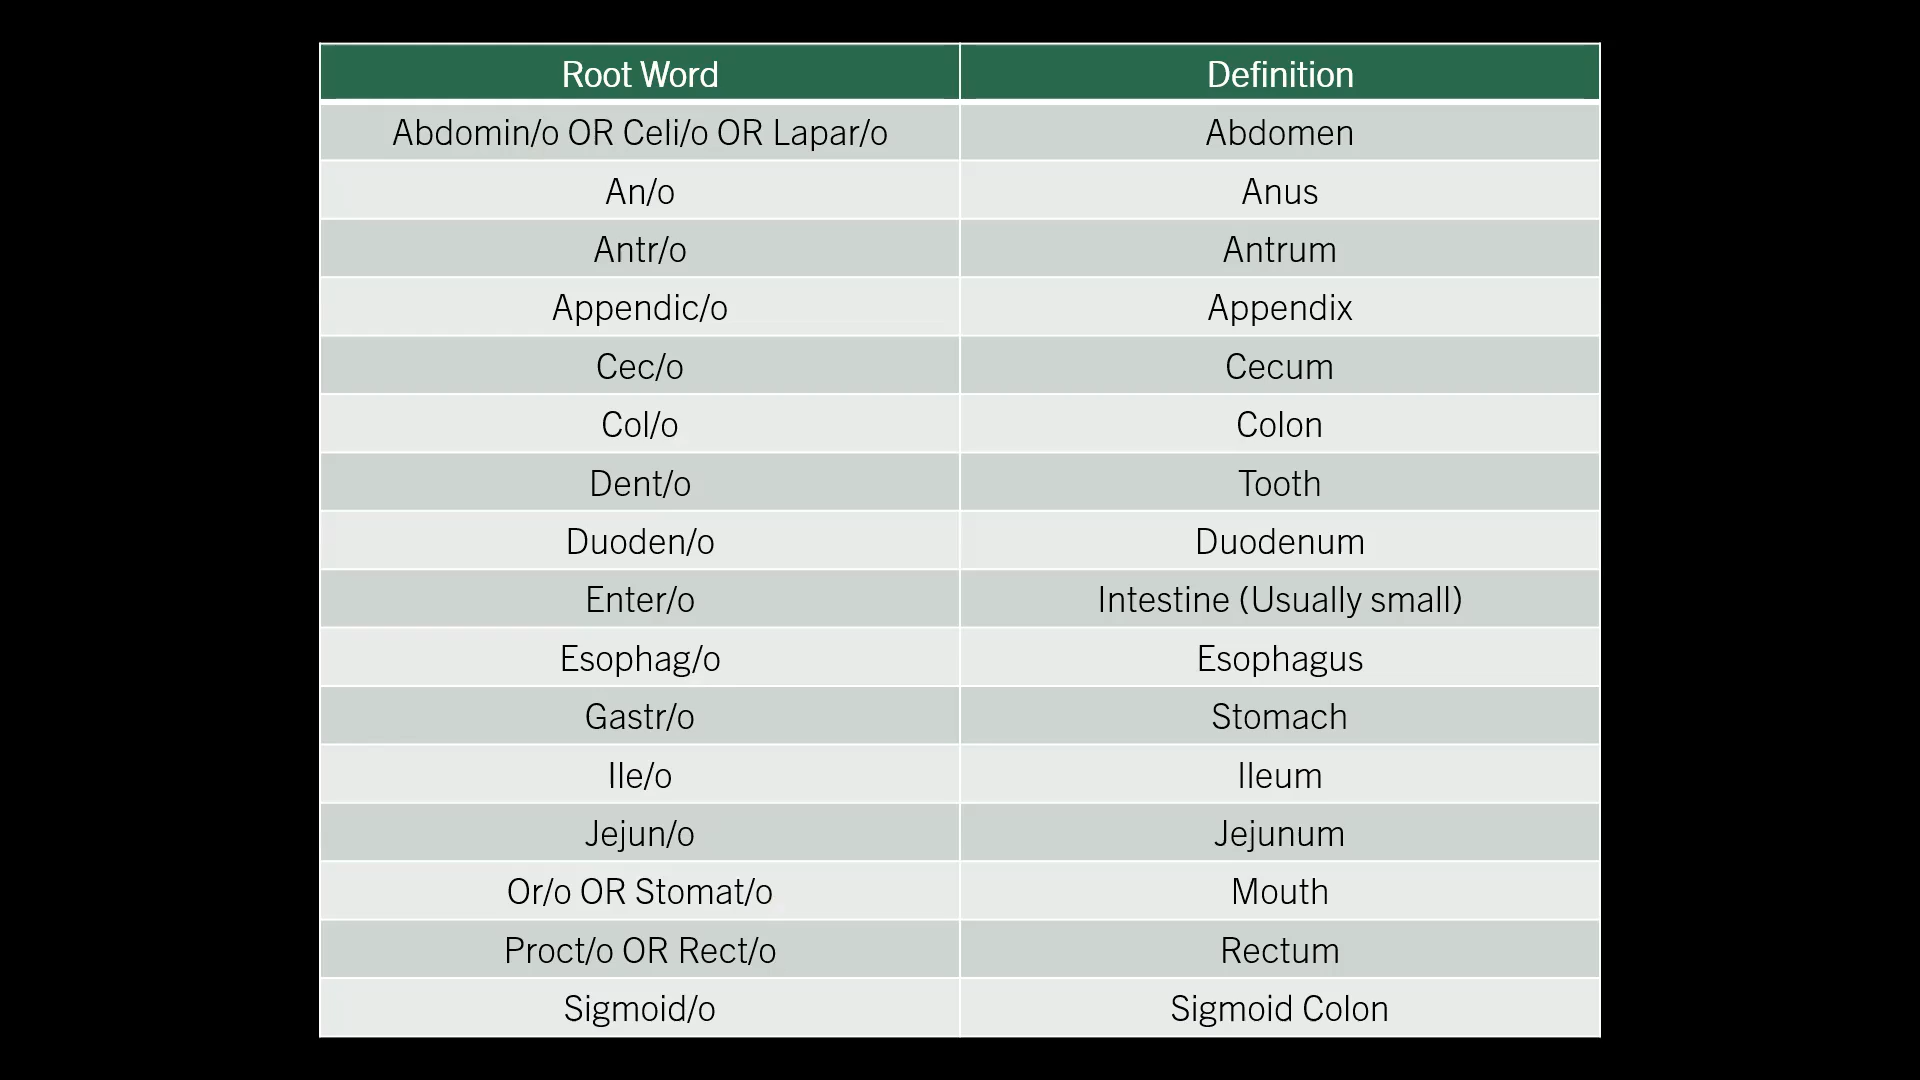 Root Word Definition
Abdomin/o OR Celi/o OR Lapar/o Abdomen
An/o Anus
Antr/o Antrum
Appendic/o Appendix
Cec/o Cecum
Col/o Colon
Dent/o Tooth
Duoden/o Duodenum
Enter/o Intestine (Usually small)
Esophag/o Esophagus
Gastr/o Stomach
Ile/o Ileum
Jejun/o Jejunum
Or/o OR Stomat/o Mouth
Proct/o OR Rect/o Rectum
Sigmoid/o Sigmoid Colon